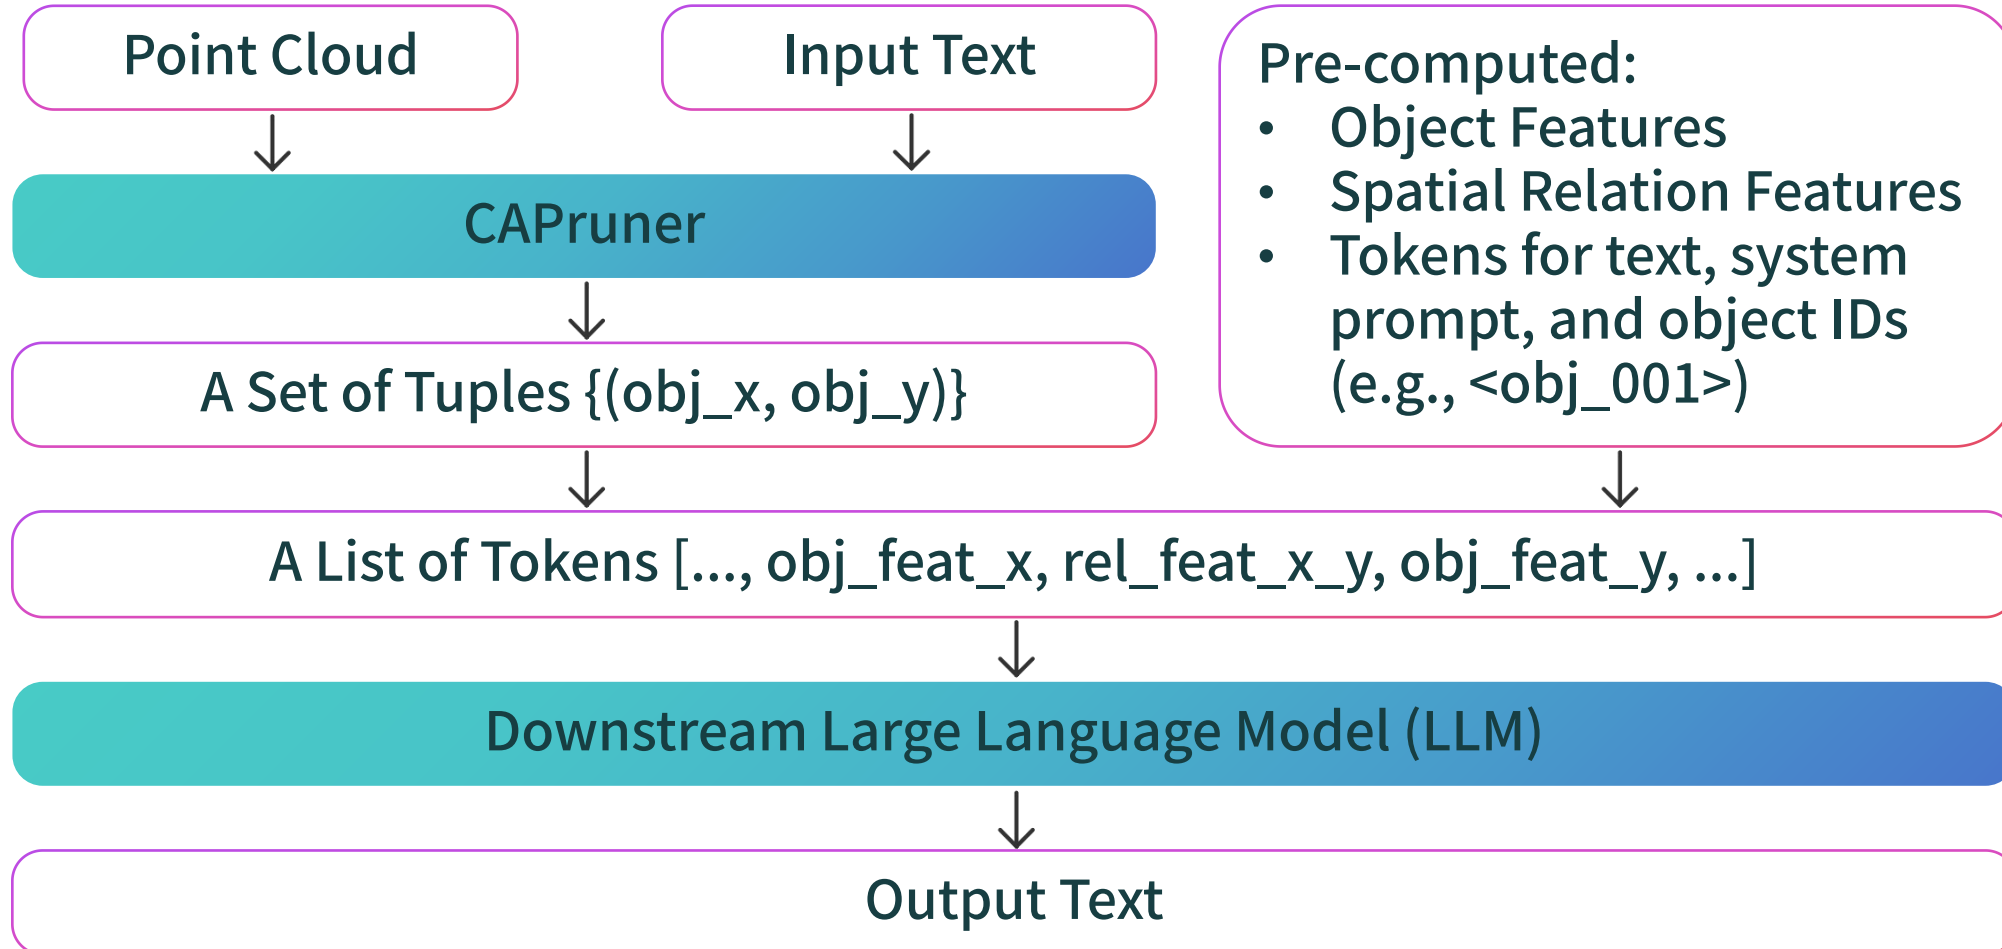 Point Cloud
Input Text
Pre-computed:
• Object Features
• Spatial Relation Features
• Tokens for text, system
prompt, and object IDs
(e.g., <obj_001>)
CAPruner
A Set of Tuples {(obj_x, obj_y)}
A List of Tokens [..., obj_feat_x, rel_feat_x_y, obj_feat_y, ...]
Downstream Large Language Model (LLM)
Output Text